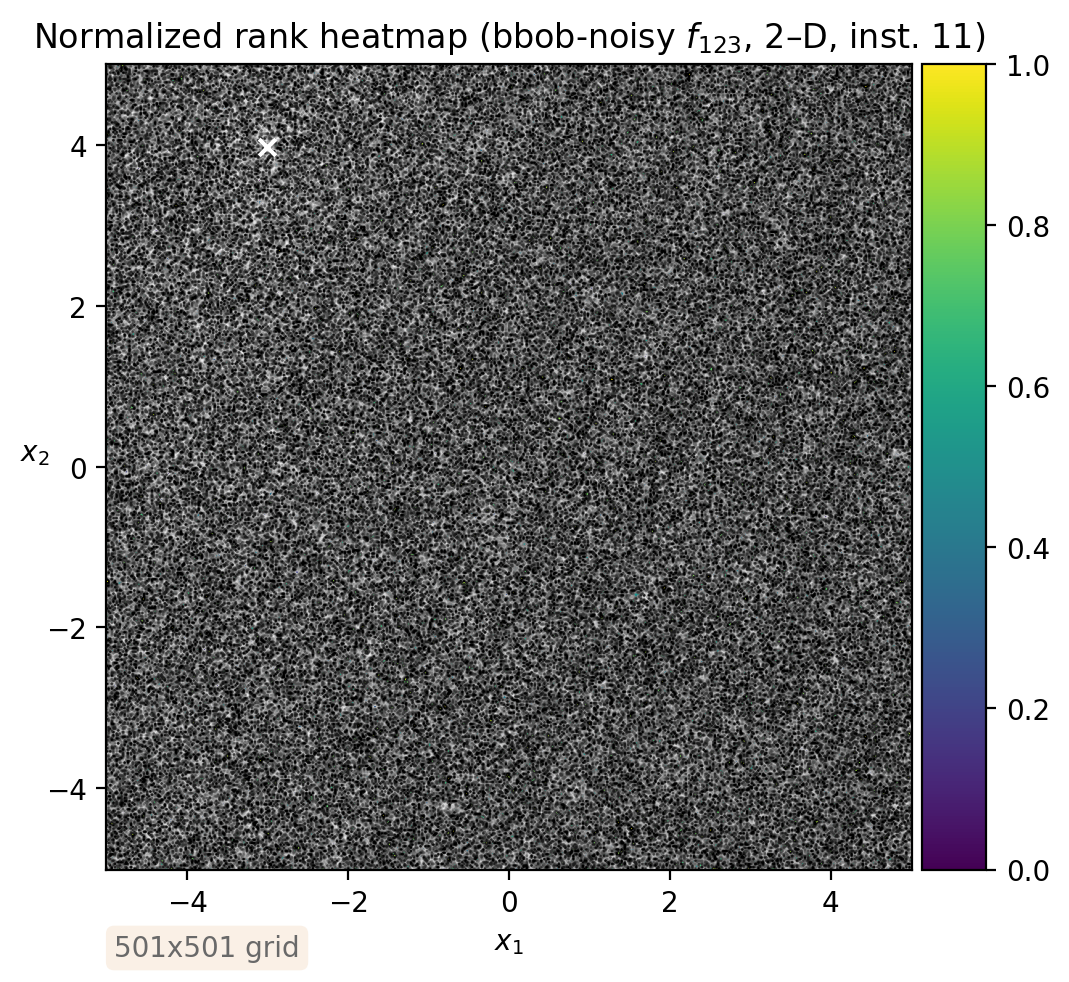 Normalized rank heatmap (bbob-noisy f₁₂₃, 2–D, inst. 11)
1.0
0.8
0.6
0.4
0.2
0.0
4
2
0
−2
−4
x₂
−4 −2 0 2 4
x₁
501x501 grid